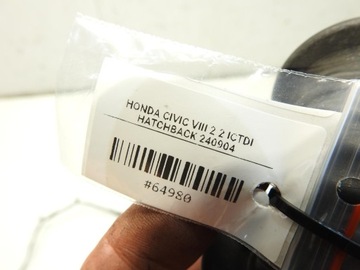 HONDA CIVIC VIII 2.2 ICTDI
HATCHBACK 240904
#64980